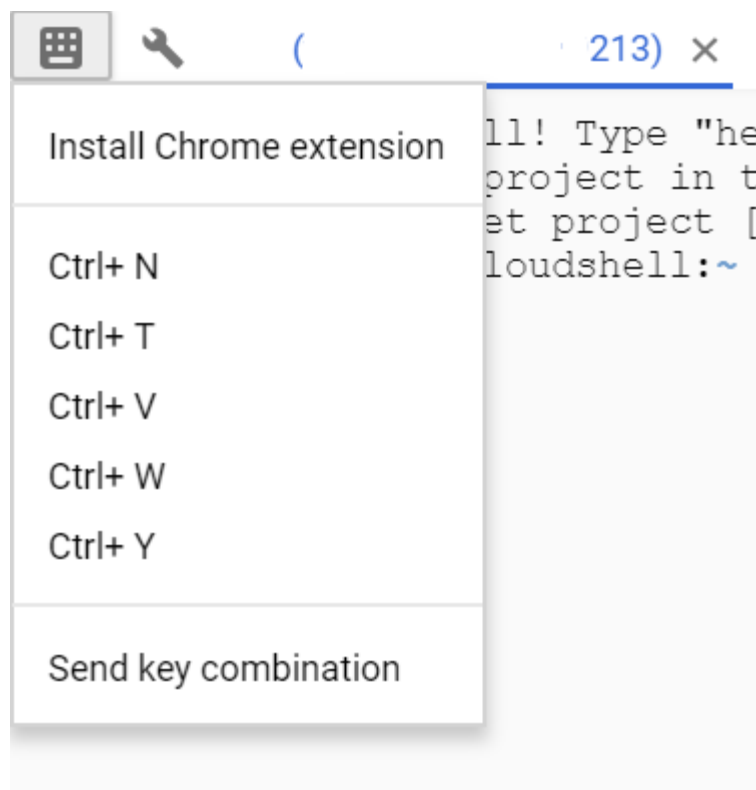 ( 213)
Install Chrome extension
ll! Type "he
project in t
et project [
loudshell:~
Ctrl+ N
Ctrl+ T
Ctrl+ V
Ctrl+ W
Ctrl+ Y
Send key combination